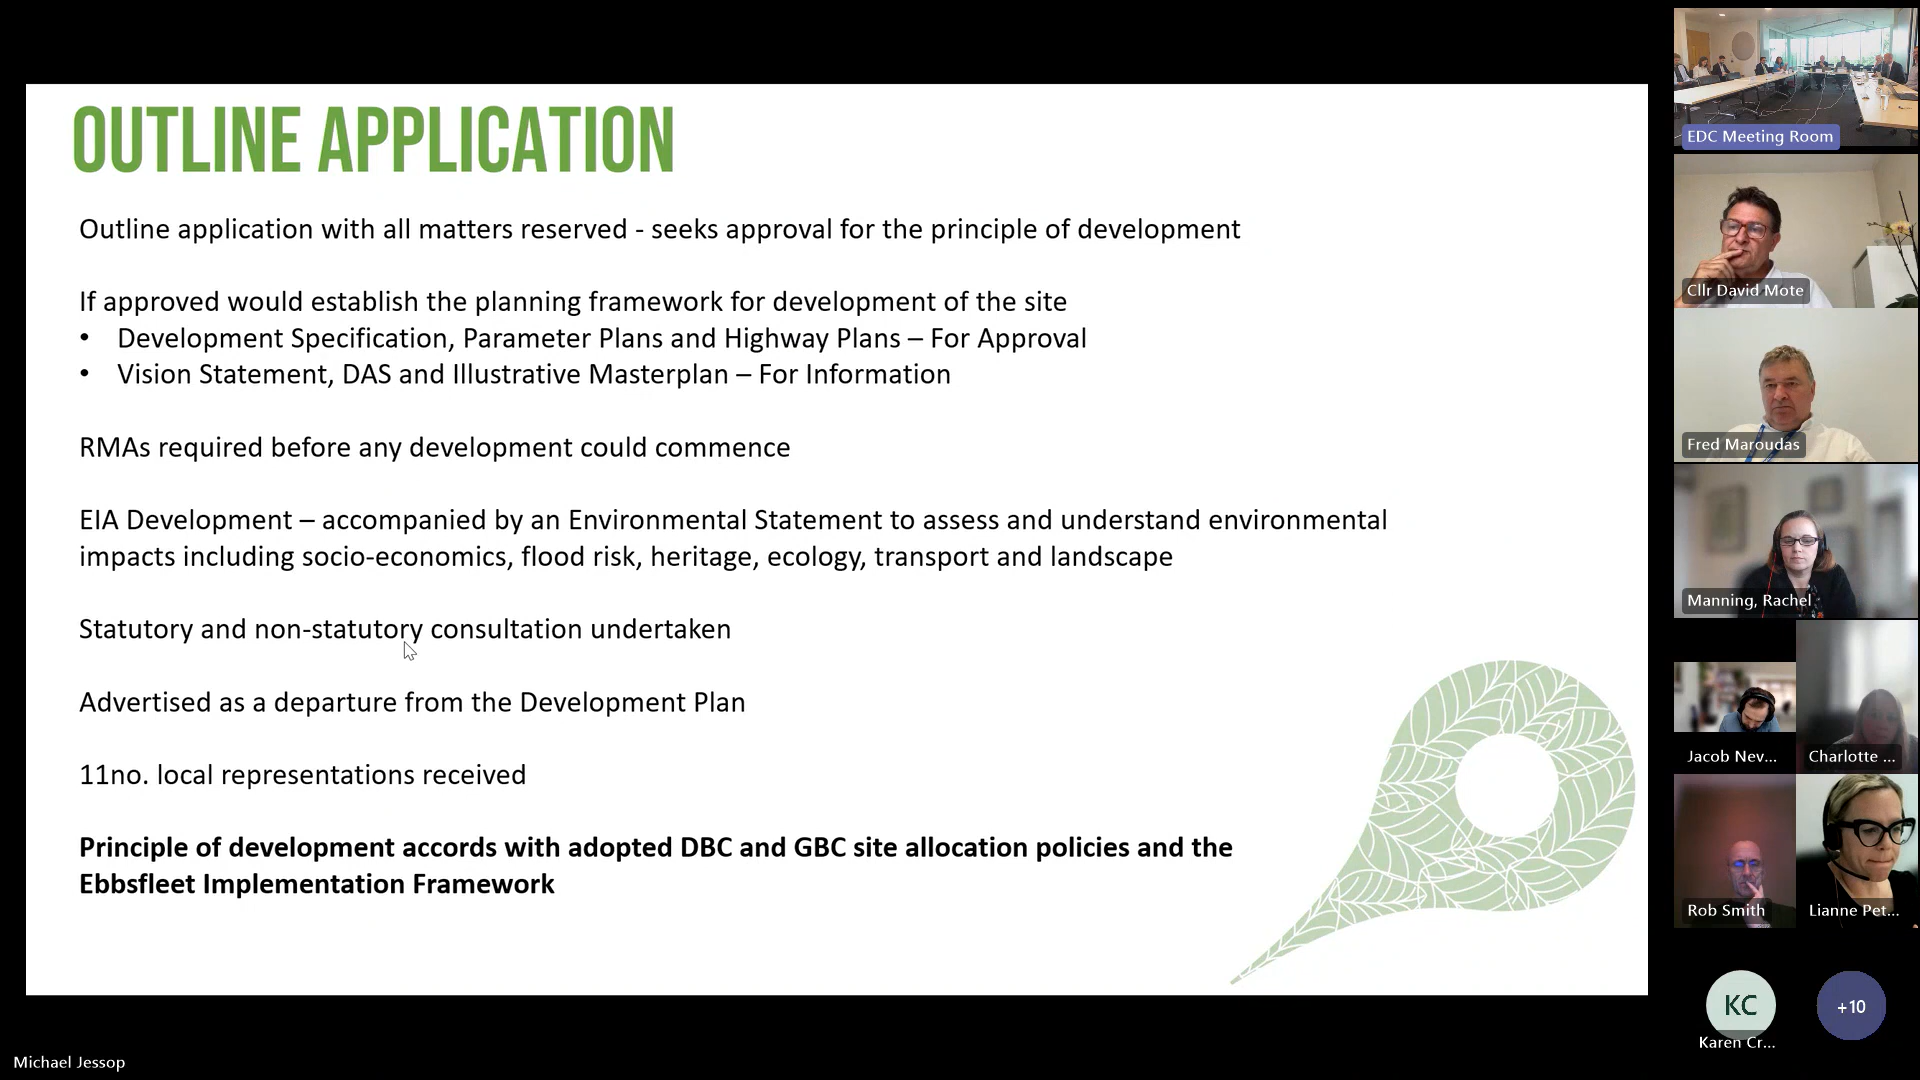 OUTLINE APPLICATION
Outline application with all matters reserved - seeks approval for the principle of development
If approved would establish the planning framework for development of the site
• Development Specification, Parameter Plans and Highway Plans – For Approval
• Vision Statement, DAS and Illustrative Masterplan – For Information
RMAs required before any development could commence
EIA Development – accompanied by an Environmental Statement to assess and understand environmental
impacts including socio-economics, flood risk, heritage, ecology, transport and landscape
Statutory and non-statutory consultation undertaken
Advertised as a departure from the Development Plan
11no. local representations received
Principle of development accords with adopted DBC and GBC site allocation policies and the
Ebbsfleet Implementation Framework
Michael Jessop
EDC Meeting Room
Cllr David Mote
Fred Maroudas
Manning, Rachel
Jacob Nev...
Charlotte ...
Rob Smith
Lianne Pet...
KC
Karen Cr...
+10